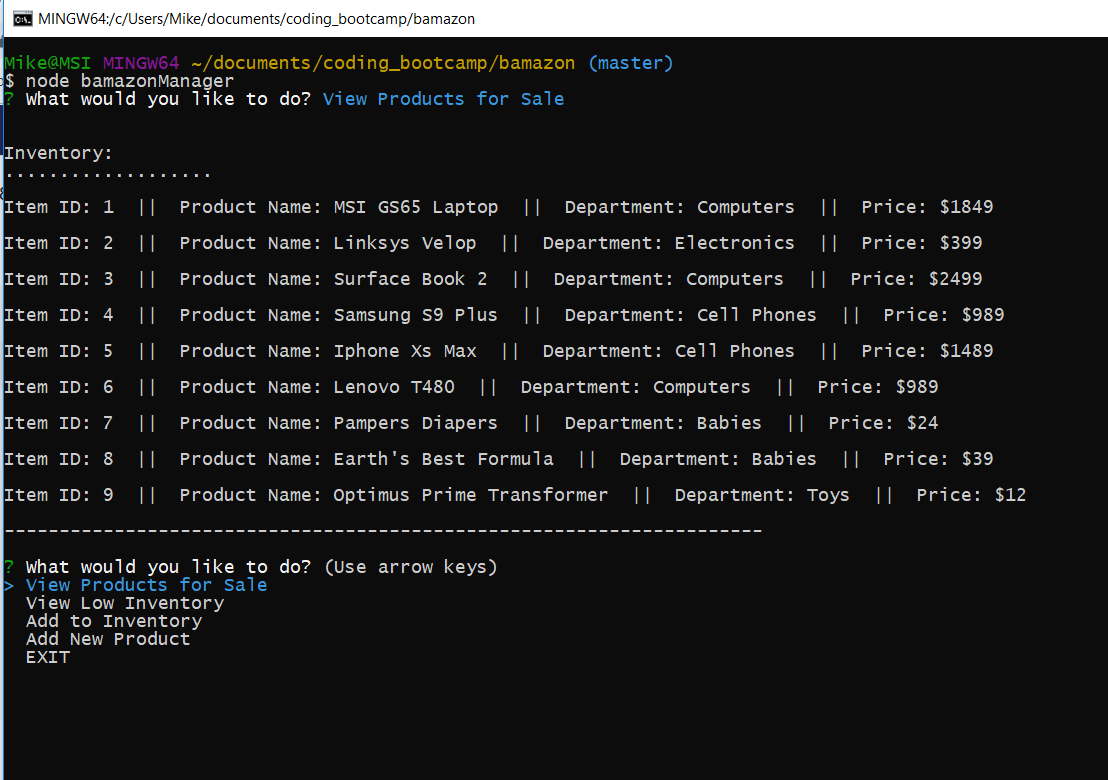 MINGW64:/c/Users/Mike/documents/coding_bootcamp/bamazon
Mike@MSI MINGW64 ~/documents/coding_bootcamp/bamazon (master)
$ node bamazonManager
? What would you like to do? View Products for Sale
Inventory:
...................
Item ID: 1  ||  Product Name: MSI GS65 Laptop  ||  Department: Computers  ||  Price: $1849
Item ID: 2  ||  Product Name: Linksys Velop  ||  Department: Electronics  ||  Price: $399
Item ID: 3  ||  Product Name: Surface Book 2  ||  Department: Computers  ||  Price: $2499
Item ID: 4  ||  Product Name: Samsung S9 Plus  ||  Department: Cell Phones  ||  Price: $989
Item ID: 5  ||  Product Name: Iphone Xs Max  ||  Department: Cell Phones  ||  Price: $1489
Item ID: 6  ||  Product Name: Lenovo T480  ||  Department: Computers  ||  Price: $989
Item ID: 7  ||  Product Name: Pampers Diapers  ||  Department: Babies  ||  Price: $24
Item ID: 8  ||  Product Name: Earth's Best Formula  ||  Department: Babies  ||  Price: $39
Item ID: 9  ||  Product Name: Optimus Prime Transformer  ||  Department: Toys  ||  Price: $12
---------------------------------------------------------------------
? What would you like to do? (Use arrow keys)
> View Products for Sale
View Low Inventory
Add to Inventory
Add New Product
EXIT